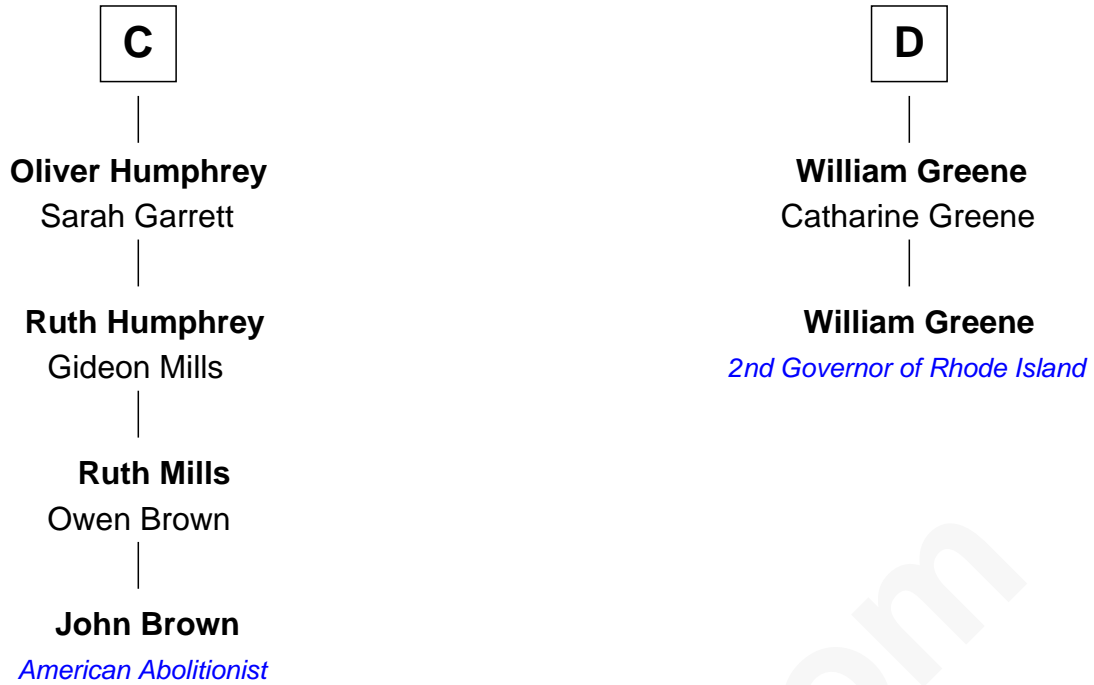 C
Oliver Humphrey
Sarah Garrett
Ruth Humphrey
Gideon Mills
Ruth Mills
Owen Brown
John Brown
American Abolitionist
D
William Greene
Catharine Greene
William Greene
2nd Governor of Rhode Island
om